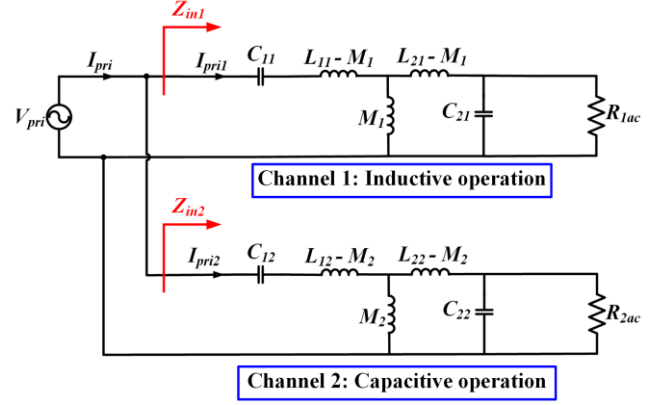 Z_in1
I_pri I_pri1 C_11 L_11 - M_1 L_21 - M_1
V_pri M_1 C_21 R_1ac
Channel 1: Inductive operation
Z_in2
I_pri2 C_12 L_12 - M_2 L_22 - M_2
M_2 C_22 R_2ac
Channel 2: Capacitive operation